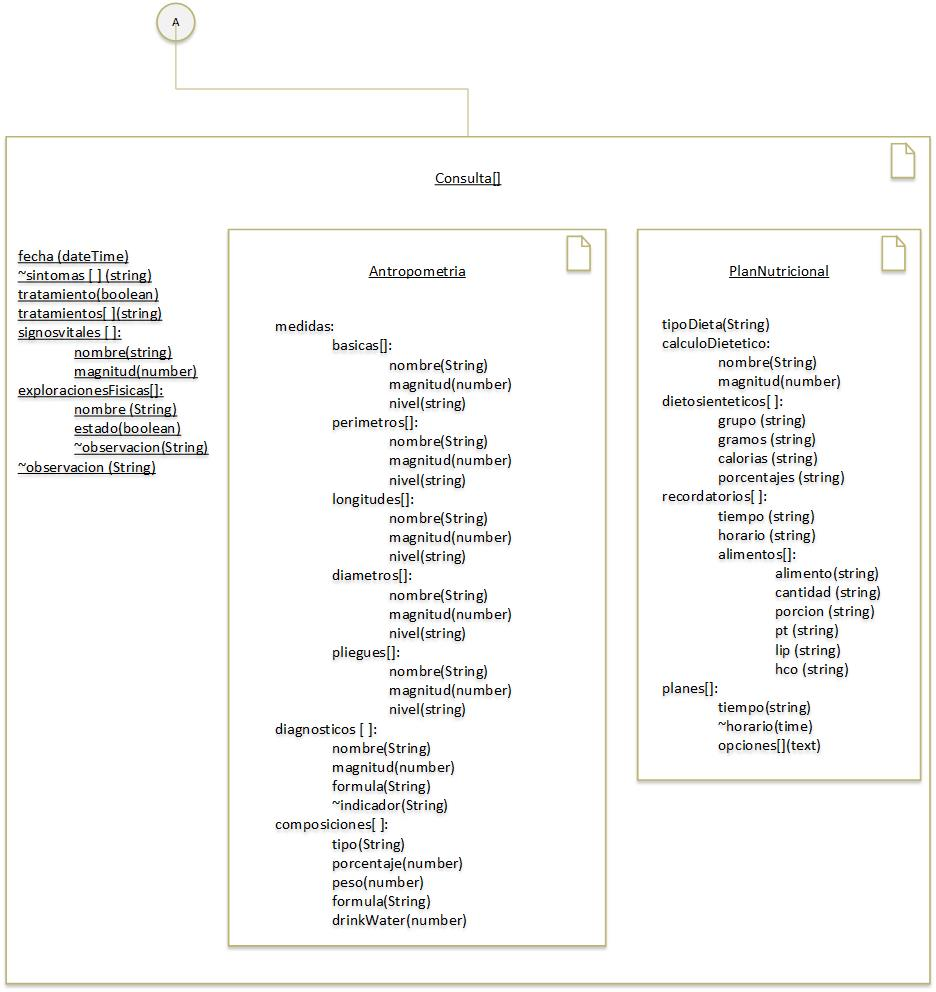 A
Consulta[]
fecha (dateTime)
~sintomas [ ] (string)
tratamiento(boolean)
tratamientos[ ](string)
signosvitales [ ]:
nombre(string)
magnitud(number)
exploracionesFisicas[]:
nombre (String)
estado(boolean)
~observacion(String)
~observacion (String)
Antropometria
medidas:
basicas[]:
nombre(String)
magnitud(number)
nivel(string)
perimetros[]:
nombre(String)
magnitud(number)
nivel(string)
longitudes[]:
nombre(String)
magnitud(number)
nivel(string)
diametros[]:
nombre(String)
magnitud(number)
nivel(string)
pliegues[]:
nombre(String)
magnitud(number)
nivel(string)
diagnosticos [ ]:
nombre(String)
magnitud(number)
formula(String)
~indicador(String)
composiciones[ ]:
tipo(String)
porcentaje(number)
peso(number)
formula(String)
drinkWater(number)
PlanNutricional
tipoDieta(String)
calculoDietetico:
nombre(String)
magnitud(number)
dietosienteticos[ ]:
grupo (string)
gramos (string)
calorias (string)
porcentajes (string)
recordatorios[ ]:
tiempo (string)
horario (string)
alimentos[]:
alimento(string)
cantidad (string)
porcion (string)
pt (string)
lip (string)
hco (string)
planes[]:
tiempo(string)
~horario(time)
opciones[](text)